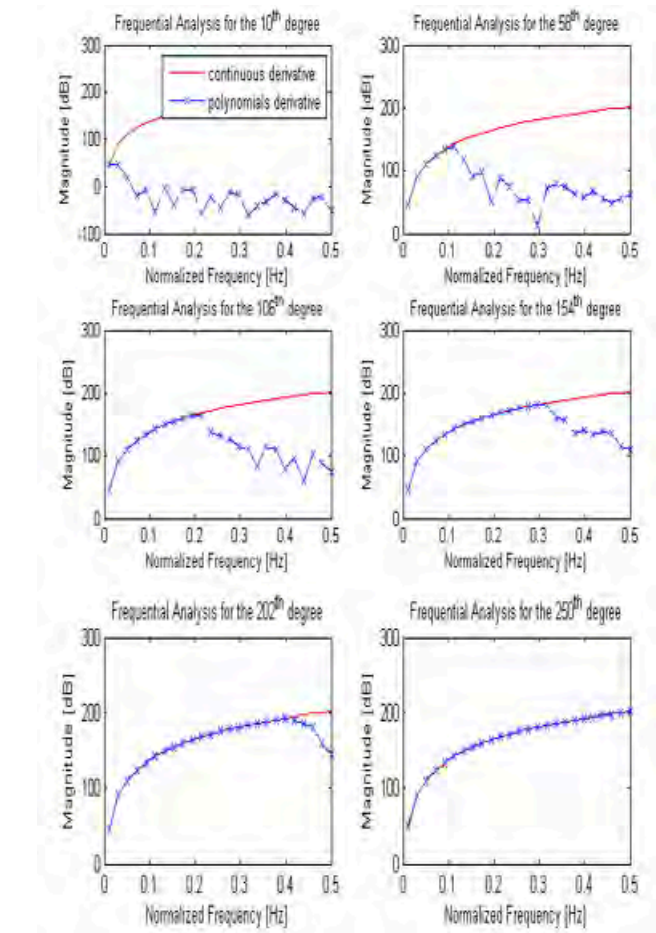 Frequential Analysis for the 10th degree
300
200
100
0
-100
Magnitude [dB]
continuous derivative
polynomials derivative
0 0.1 0.2 0.3 0.4 0.5
Normalized Frequency [Hz]
Frequential Analysis for the 58th degree
300
200
100
0
Magnitude [dB]
0 0.1 0.2 0.3 0.4 0.5
Normalized Frequency [Hz]
Frequential Analysis for the 106th degree
300
200
100
0
Magnitude [dB]
0 0.1 0.2 0.3 0.4 0.5
Normalized Frequency [Hz]
Frequential Analysis for the 154th degree
300
200
100
0
Magnitude [dB]
0 0.1 0.2 0.3 0.4 0.5
Normalized Frequency [Hz]
Frequential Analysis for the 202th degree
300
200
100
0
Magnitude [dB]
0 0.1 0.2 0.3 0.4 0.5
Normalized Frequency [Hz]
Frequential Analysis for the 250th degree
300
200
100
0
Magnitude [dB]
0 0.1 0.2 0.3 0.4 0.5
Normalized Frequency [Hz]